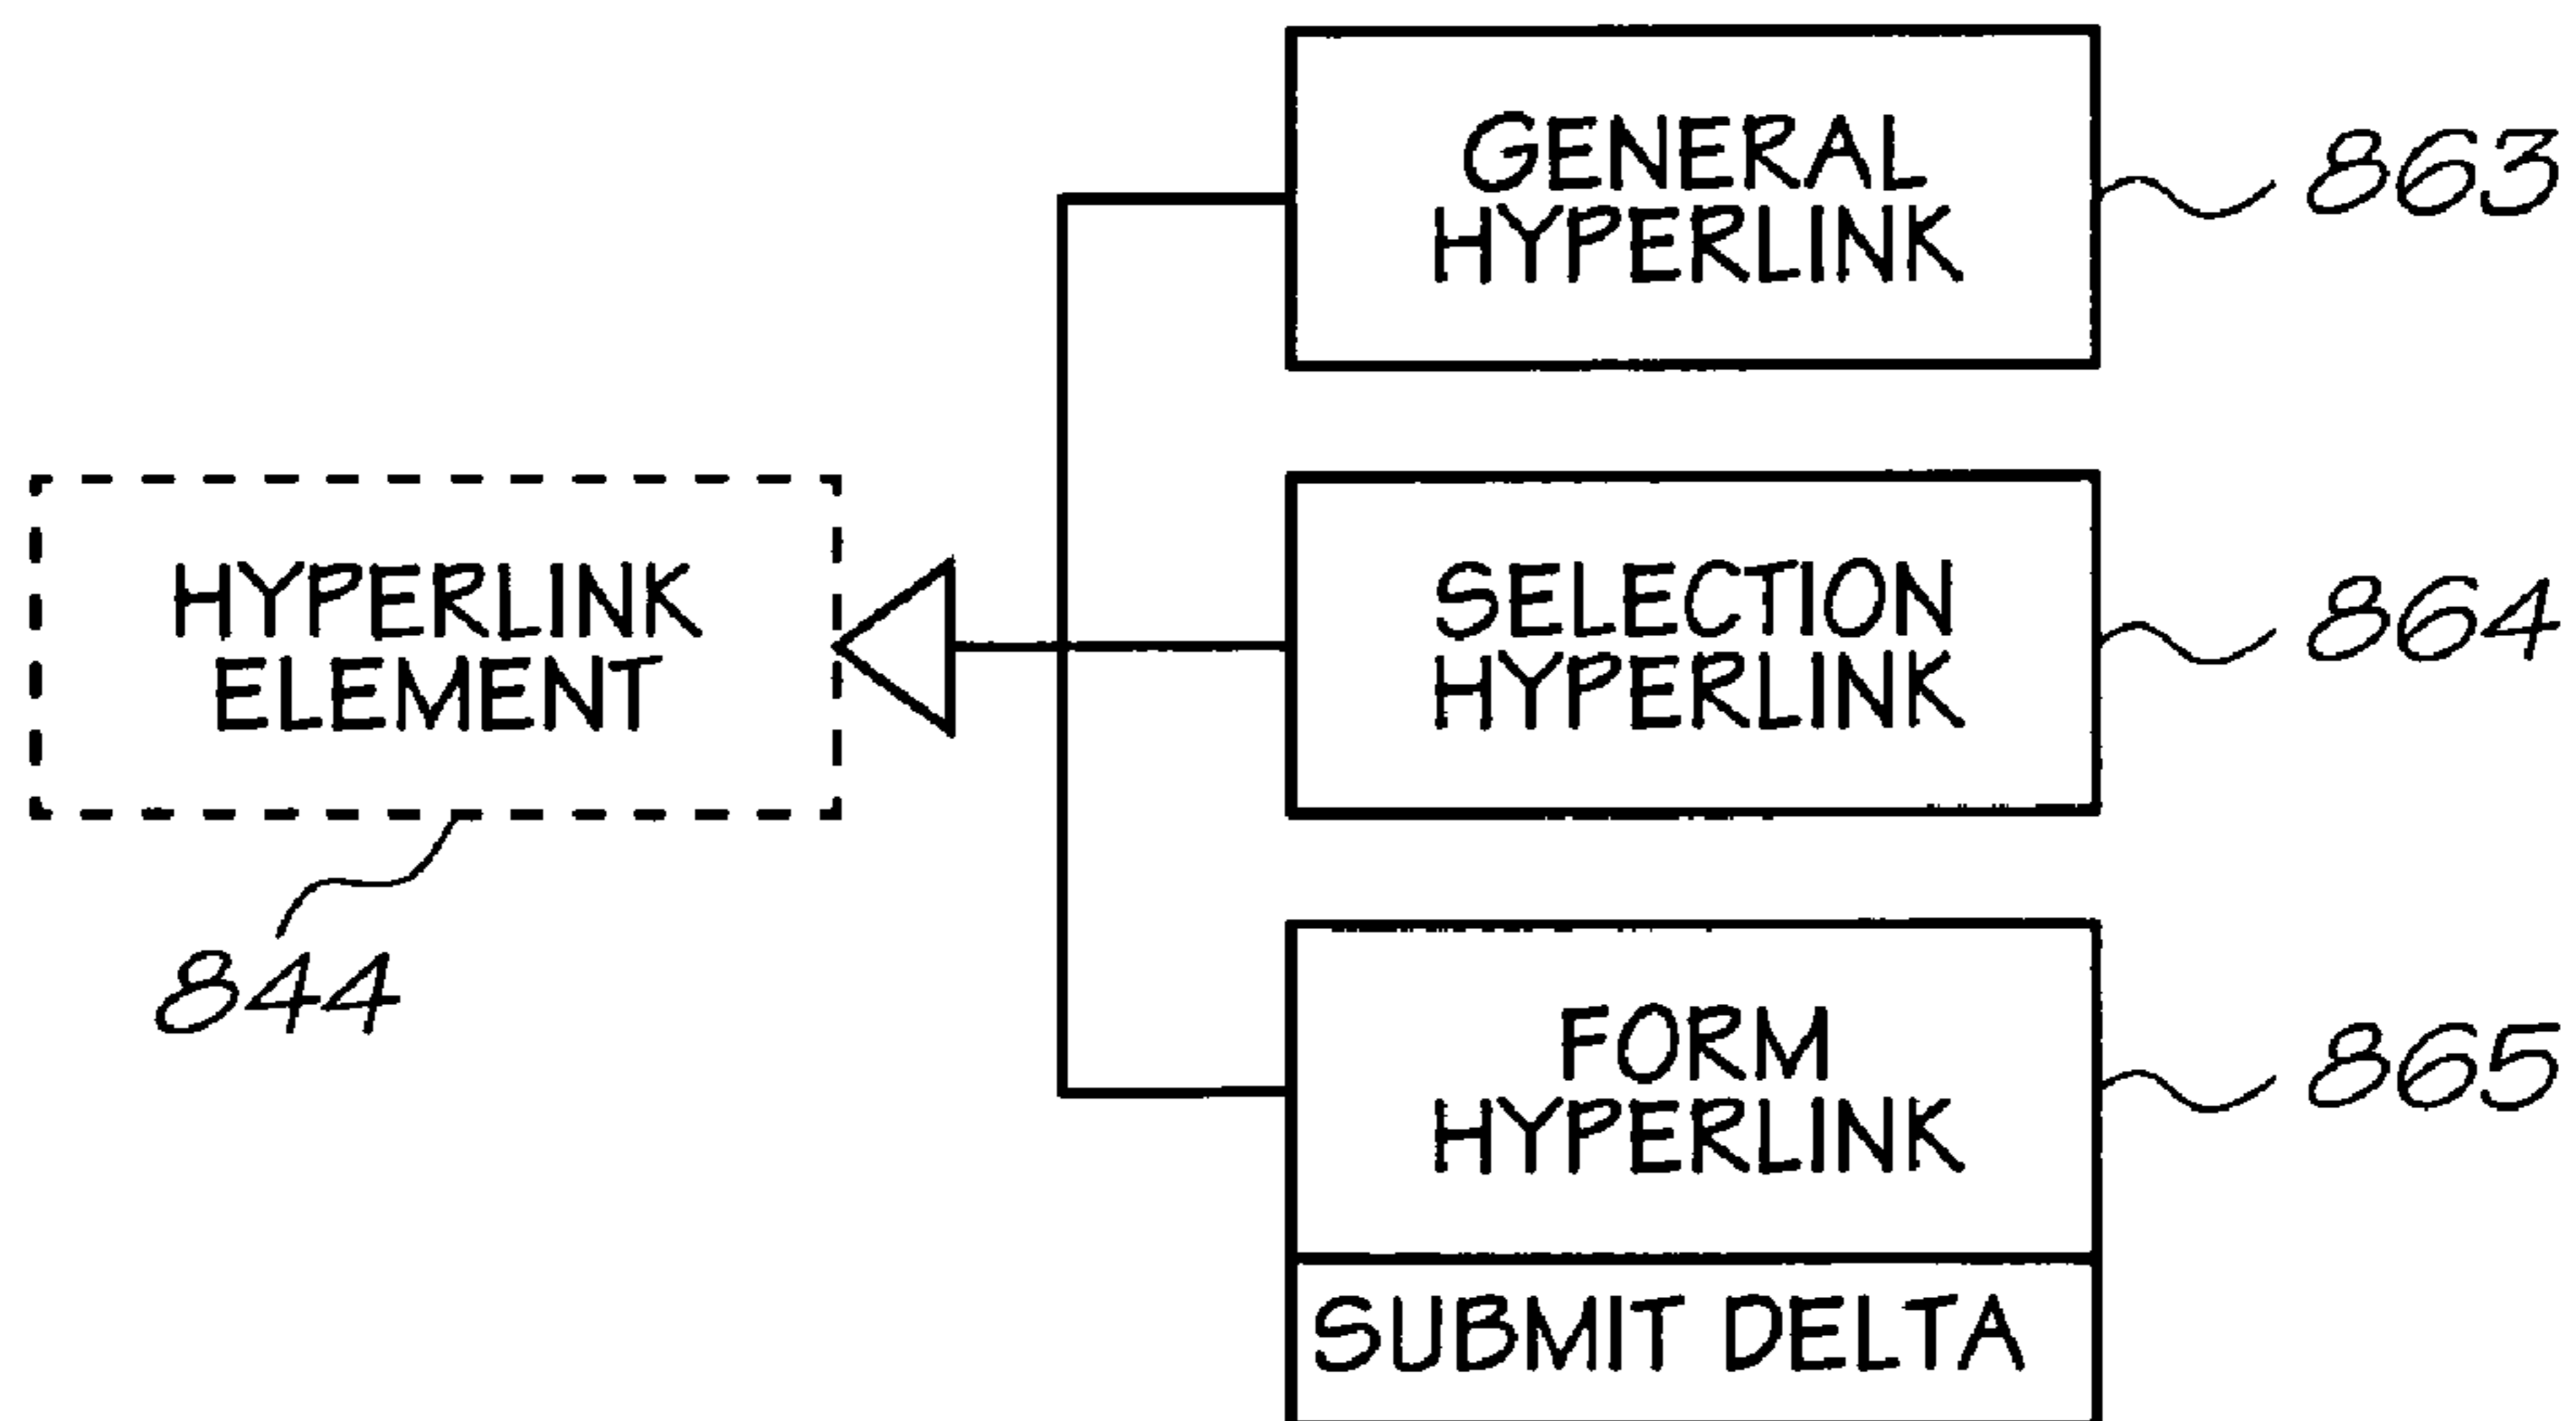 GENERAL
HYPERLINK
863
HYPERLINK
ELEMENT
844
SELECTION
HYPERLINK
864
FORM
HYPERLINK
865
SUBMIT DELTA